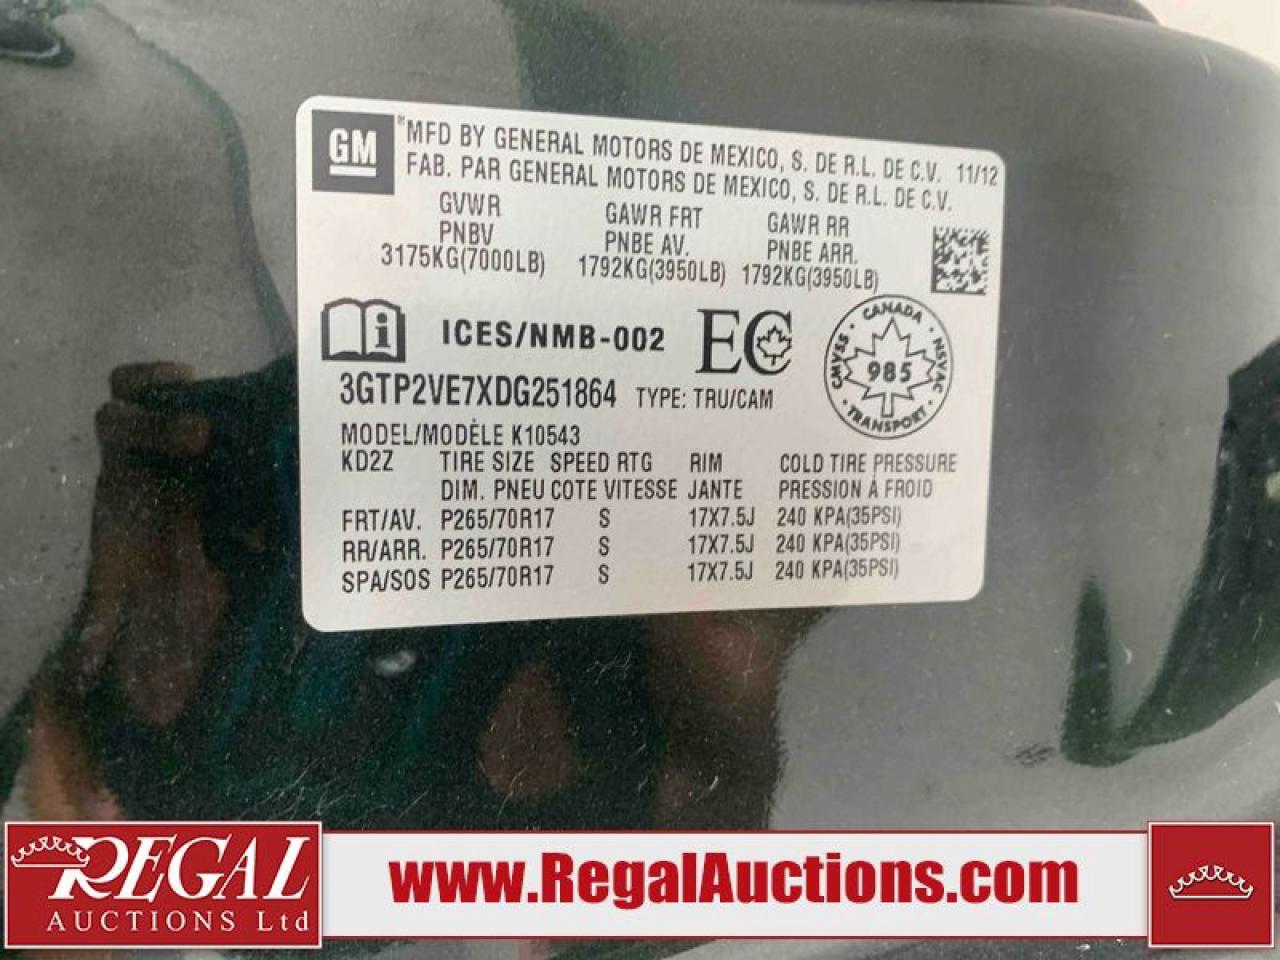 GM
MFD BY GENERAL MOTORS DE MEXICO, S. DE R.L. DE C.V. 11/12
FAB. PAR GENERAL MOTORS DE MEXICO, S. DE R.L. DE C.V.
GVWR GAWR FRT GAWR RR
PNBV PNBE AV. PNBE ARR.
3175KG(7000LB) 1792KG(3950LB) 1792KG(3950LB)
i ICES/NMB-002 EC
CANADA
CMVSS 985 NSVAC
TRANSPORT
3GTP2VE7XDG251864 TYPE: TRU/CAM
MODEL/MODÈLE K10543
KD2Z TIRE SIZE SPEED RTG RIM COLD TIRE PRESSURE
DIM. PNEU COTE VITESSE JANTE PRESSION À FROID
FRT/AV. P265/70R17 S 17X7.5J 240 KPA(35PSI)
RR/ARR. P265/70R17 S 17X7.5J 240 KPA(35PSI)
SPA/SOS P265/70R17 S 17X7.5J 240 KPA(35PSI)
REGAL
AUCTIONS Ltd
www.RegalAuctions.com